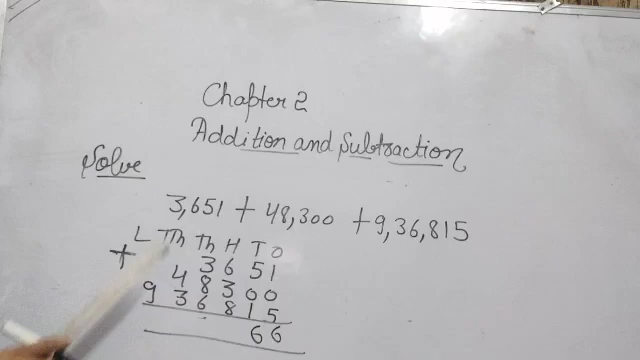 Chapter 2
Addition and Subtraction
Solve
3,651 + 48,300 + 9,36,815
L TTh Th H T O
+ 3 6 5 1
4 8 3 0 0
9 3 6 8 1 5
6 6